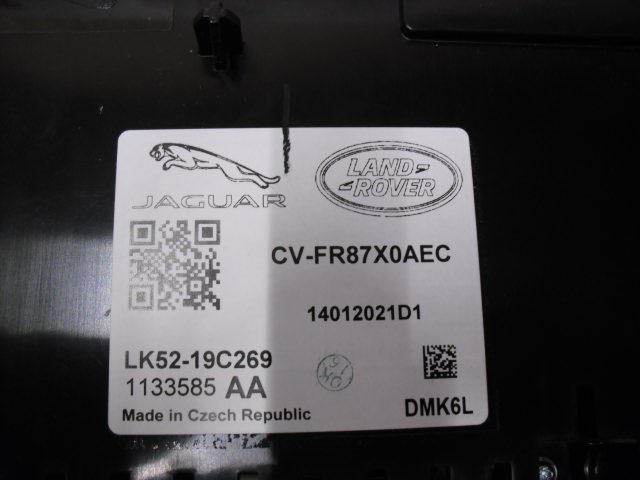 JAGUAR
LAND-
-ROVER
CV-FR87X0AEC
14012021D1
LK52-19C269
1133585 AA
Made in Czech Republic
DMK6L